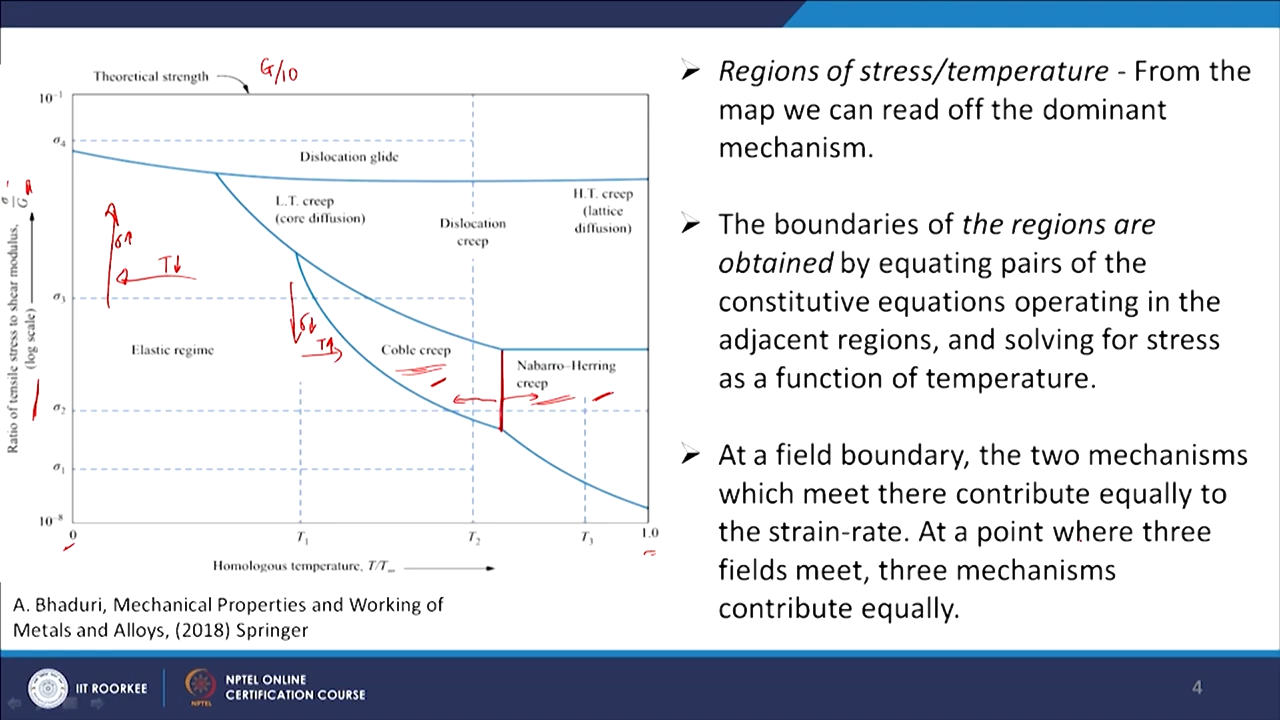 Theoretical strength
G/10
10⁻¹
σ₄
Dislocation glide
L.T. creep
(core diffusion)
H.T. creep
(lattice
diffusion)
Dislocation
creep
σ↑
T↓
σ₃
σ↓
T↑
Elastic regime
Coble creep
Nabarro–Herring
creep
σ₂
σ₁
10⁻⁸
0
T₁
T₂
T₃
1.0
Ratio of tensile stress to shear modulus, σ/G
(log scale)
Homologous temperature, T/Tₘ
A. Bhaduri, Mechanical Properties and Working of
Metals and Alloys, (2018) Springer
➢ Regions of stress/temperature - From the
map we can read off the dominant
mechanism.
➢ The boundaries of the regions are
obtained by equating pairs of the
constitutive equations operating in the
adjacent regions, and solving for stress
as a function of temperature.
➢ At a field boundary, the two mechanisms
which meet there contribute equally to
the strain-rate. At a point where three
fields meet, three mechanisms
contribute equally.
IIT ROORKEE
NPTEL
NPTEL ONLINE
CERTIFICATION COURSE
4